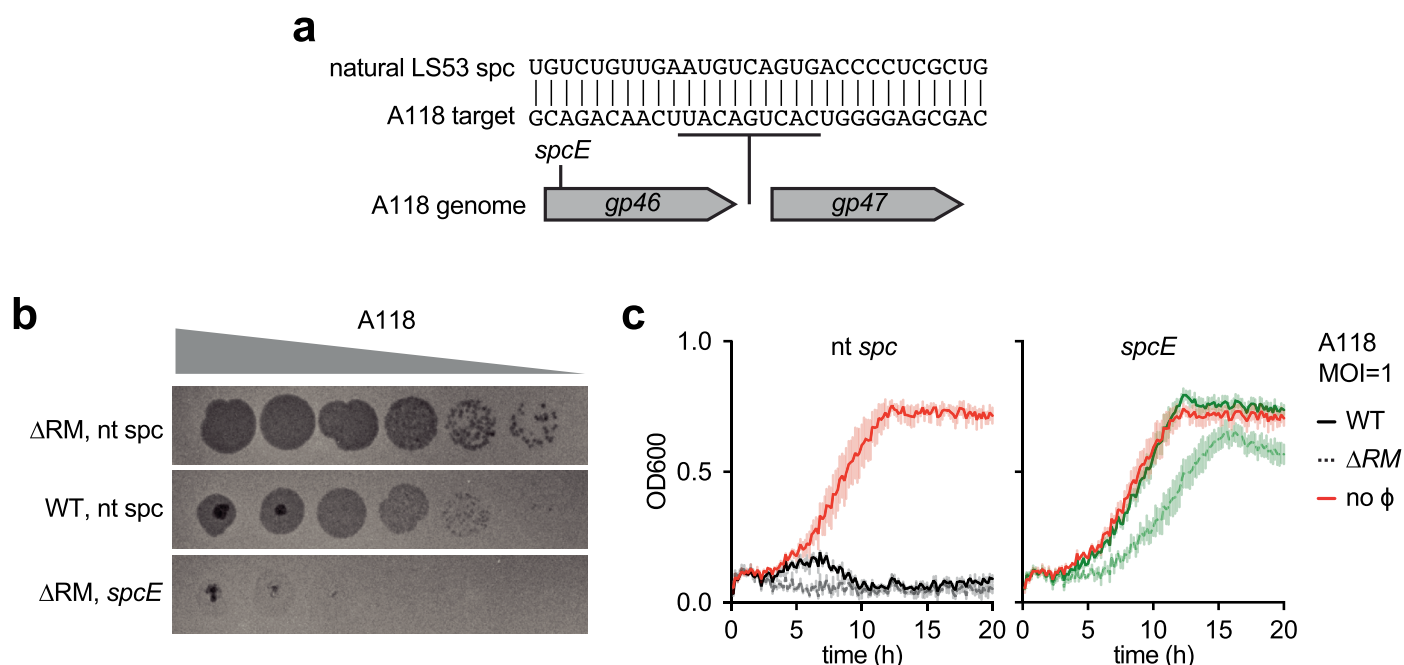 a
natural LS53 spc UGUCUGUUGAAUGUCAGUGACCCCUCGCUG
A118 target GCAGACAACUUACAGUCACUGGGGAGCGAC
spcE
A118 genome gp46 gp47
b
A118
ΔRM, nt spc
WT, nt spc
ΔRM, spcE
c
nt spc
spcE
A118
MOI=1
WT
ΔRM
no ϕ
OD600
1.0
0.5
0.0
0 5 10 15 20
0 5 10 15 20
time (h)
time (h)